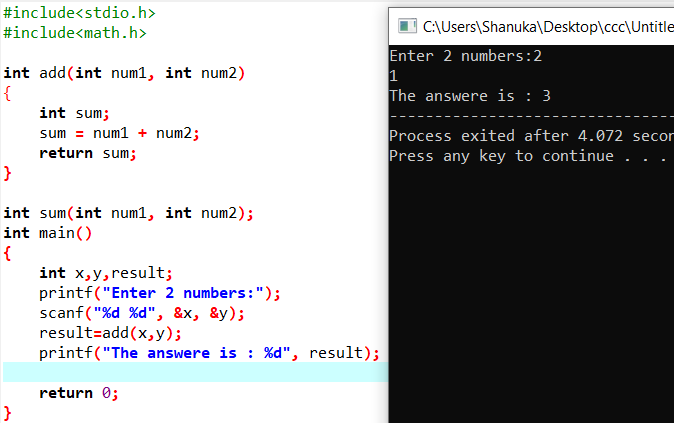 #include<stdio.h>
#include<math.h>
int add(int num1, int num2)
{
    int sum;
    sum = num1 + num2;
    return sum;
}
int sum(int num1, int num2);
int main()
{
    int x,y,result;
    printf("Enter 2 numbers:");
    scanf("%d %d", &x, &y);
    result=add(x,y);
    printf("The answere is : %d", result);
    return 0;
}
C:\Users\Shanuka\Desktop\ccc\Untitle
Enter 2 numbers:2
1
The answere is : 3
--------------------------------
Process exited after 4.072 secon
Press any key to continue . . .